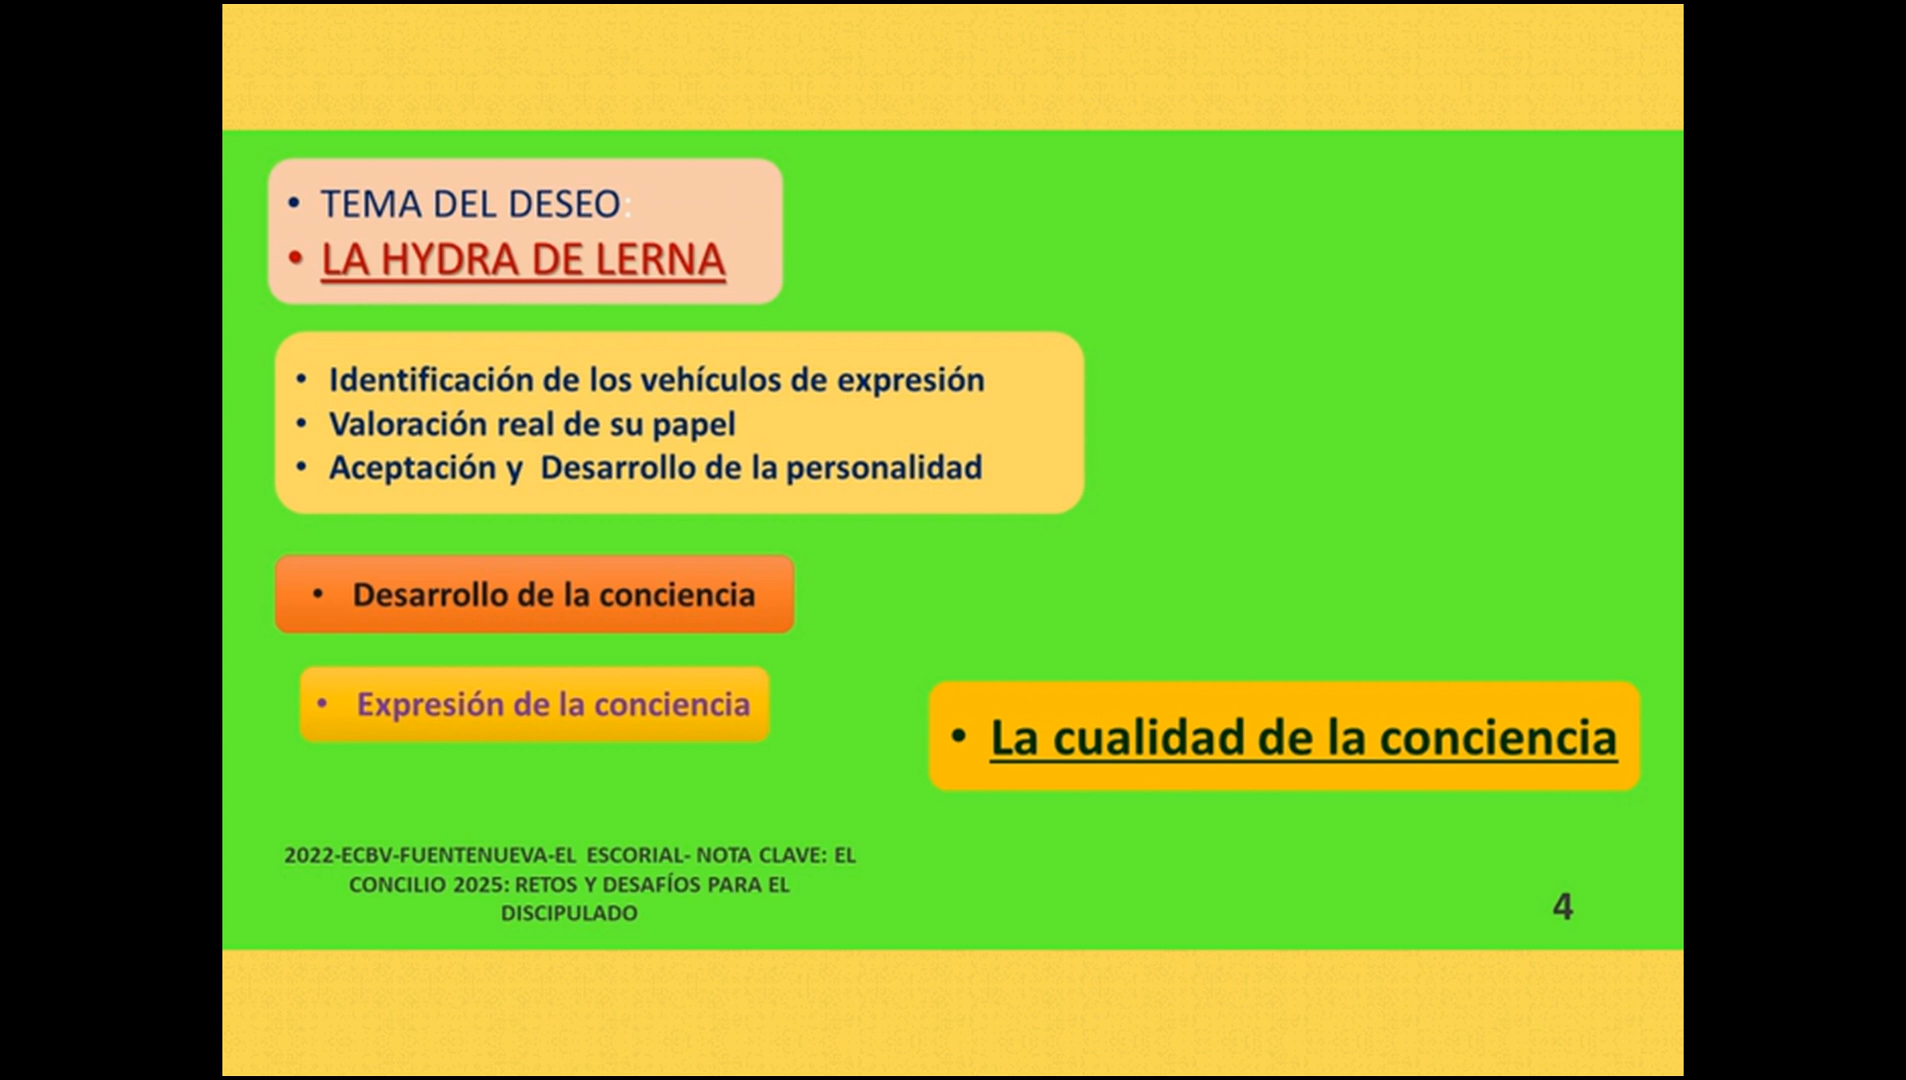 • TEMA DEL DESEO:
• LA HYDRA DE LERNA
• Identificación de los vehículos de expresión
• Valoración real de su papel
• Aceptación y Desarrollo de la personalidad
• Desarrollo de la conciencia
• Expresión de la conciencia
• La cualidad de la conciencia
2022-ECBV-FUENTENUEVA-EL ESCORIAL- NOTA CLAVE: EL
CONCILIO 2025: RETOS Y DESAFÍOS PARA EL
DISCIPULADO
4